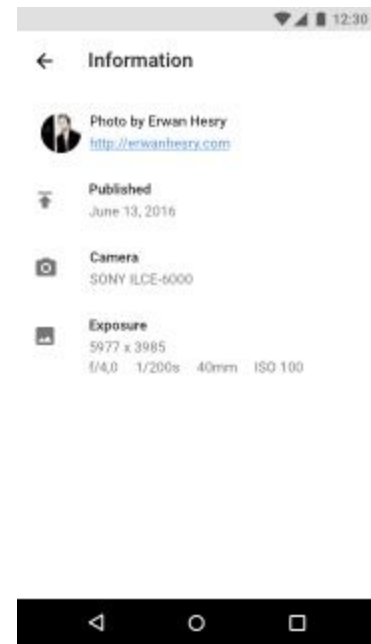 12:30
Information
Photo by Erwan Hesry
http://erwanhesry.com
Published
June 13, 2016
Camera
SONY ILCE-6000
Exposure
5977 x 3985
f/4,0 1/200s 40mm ISO 100